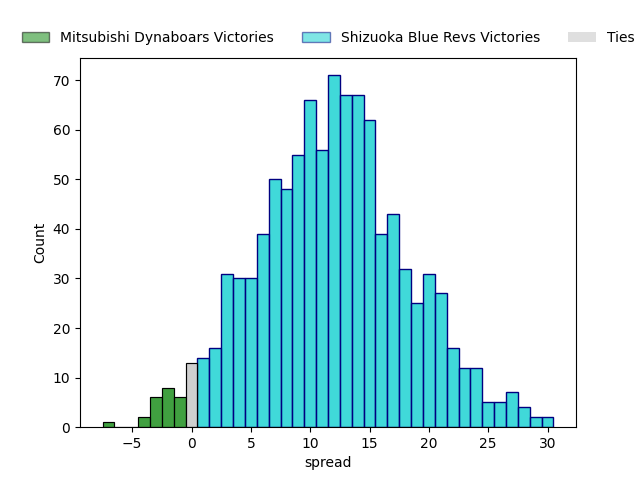 Mitsubishi Dynaboars Victories Shizuoka Blue Revs Victories Ties
70
60
50
40
30
20
10
0
Count
−5 0 5 10 15 20 25 30
spread